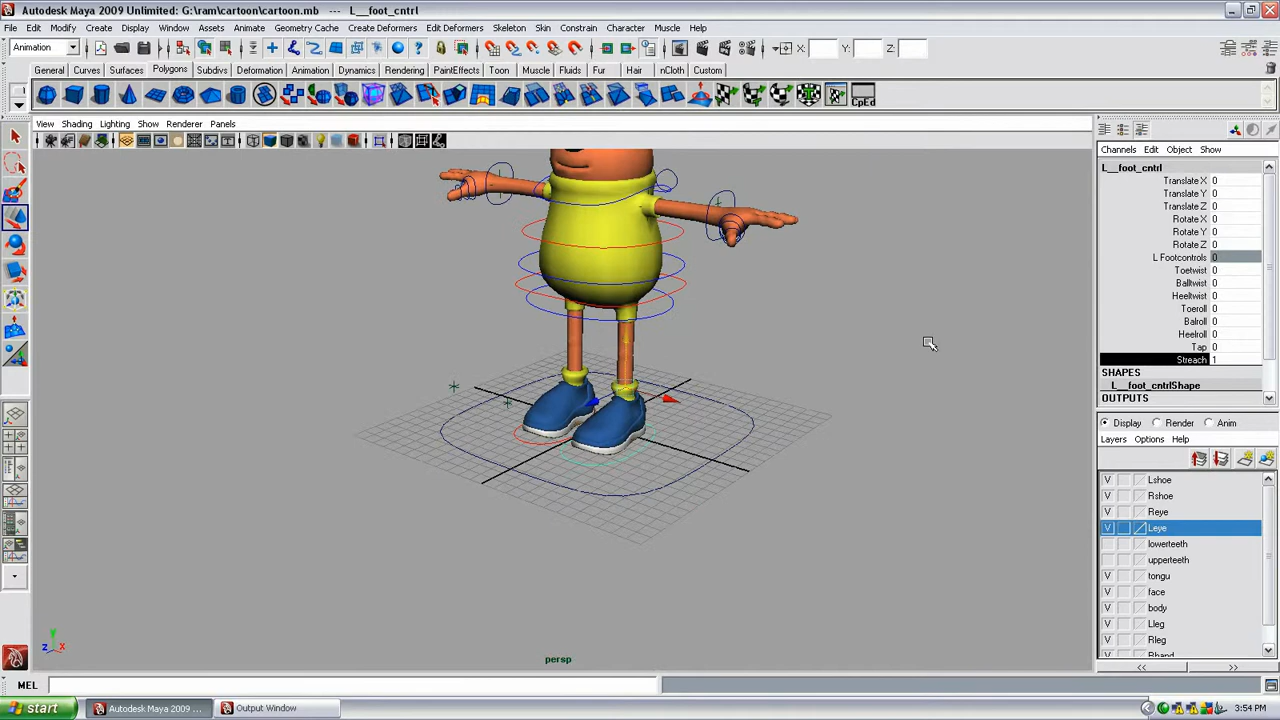 Autodesk Maya 2009 Unlimited: G:\ram\cartoon\cartoon.mb --- L__foot_cntrl
File Edit Modify Create Display Window Assets Animate Geometry Cache Create Deformers Edit Deformers Skeleton Skin Constrain Character Muscle Help
Animation X: Y: Z:
General Curves Surfaces Polygons Subdivs Deformation Animation Dynamics Rendering PaintEffects Toon Muscle Fluids Fur Hair nCloth Custom
CpEd
View Shading Lighting Show Renderer Panels
Channels Edit Object Show
L__foot_cntrl
Translate X 0
Translate Y 0
Translate Z 0
Rotate X 0
Rotate Y 0
Rotate Z 0
L Footcontrols 0
Toetwist 0
Balltwist 0
Heeltwist 0
Toeroll 0
Balroll 0
Heelroll 0
Tap 0
Streach 1
SHAPES
L__foot_cntrlShape
OUTPUTS
Display Render Anim
Layers Options Help
V Lshoe
V Rshoe
V Reye
V Leye
lowerteeth
upperteeth
V tongu
V face
V body
V Lleg
V Rleg
V Rhand
y
z x
persp
<< >>
MEL
start Autodesk Maya 2009 ... Output Window 3:54 PM